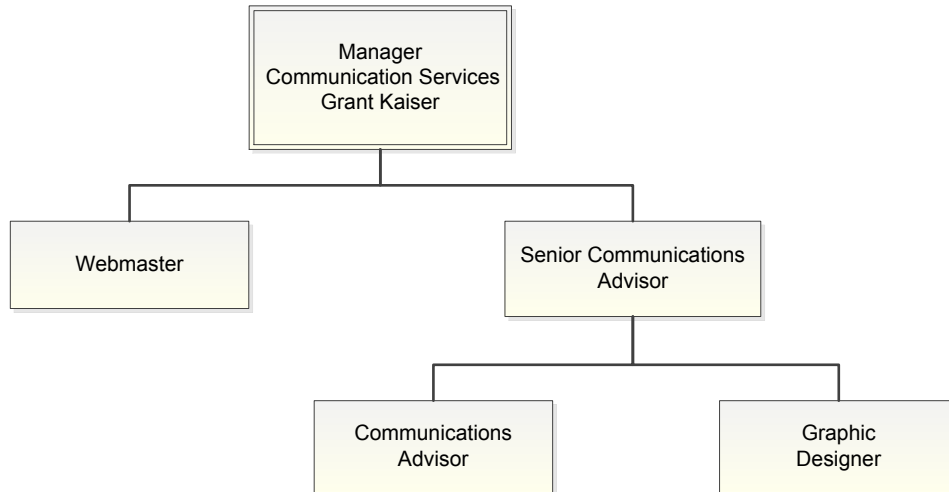 Manager
Communication Services
Grant Kaiser
Webmaster
Senior Communications
Advisor
Communications
Advisor
Graphic
Designer